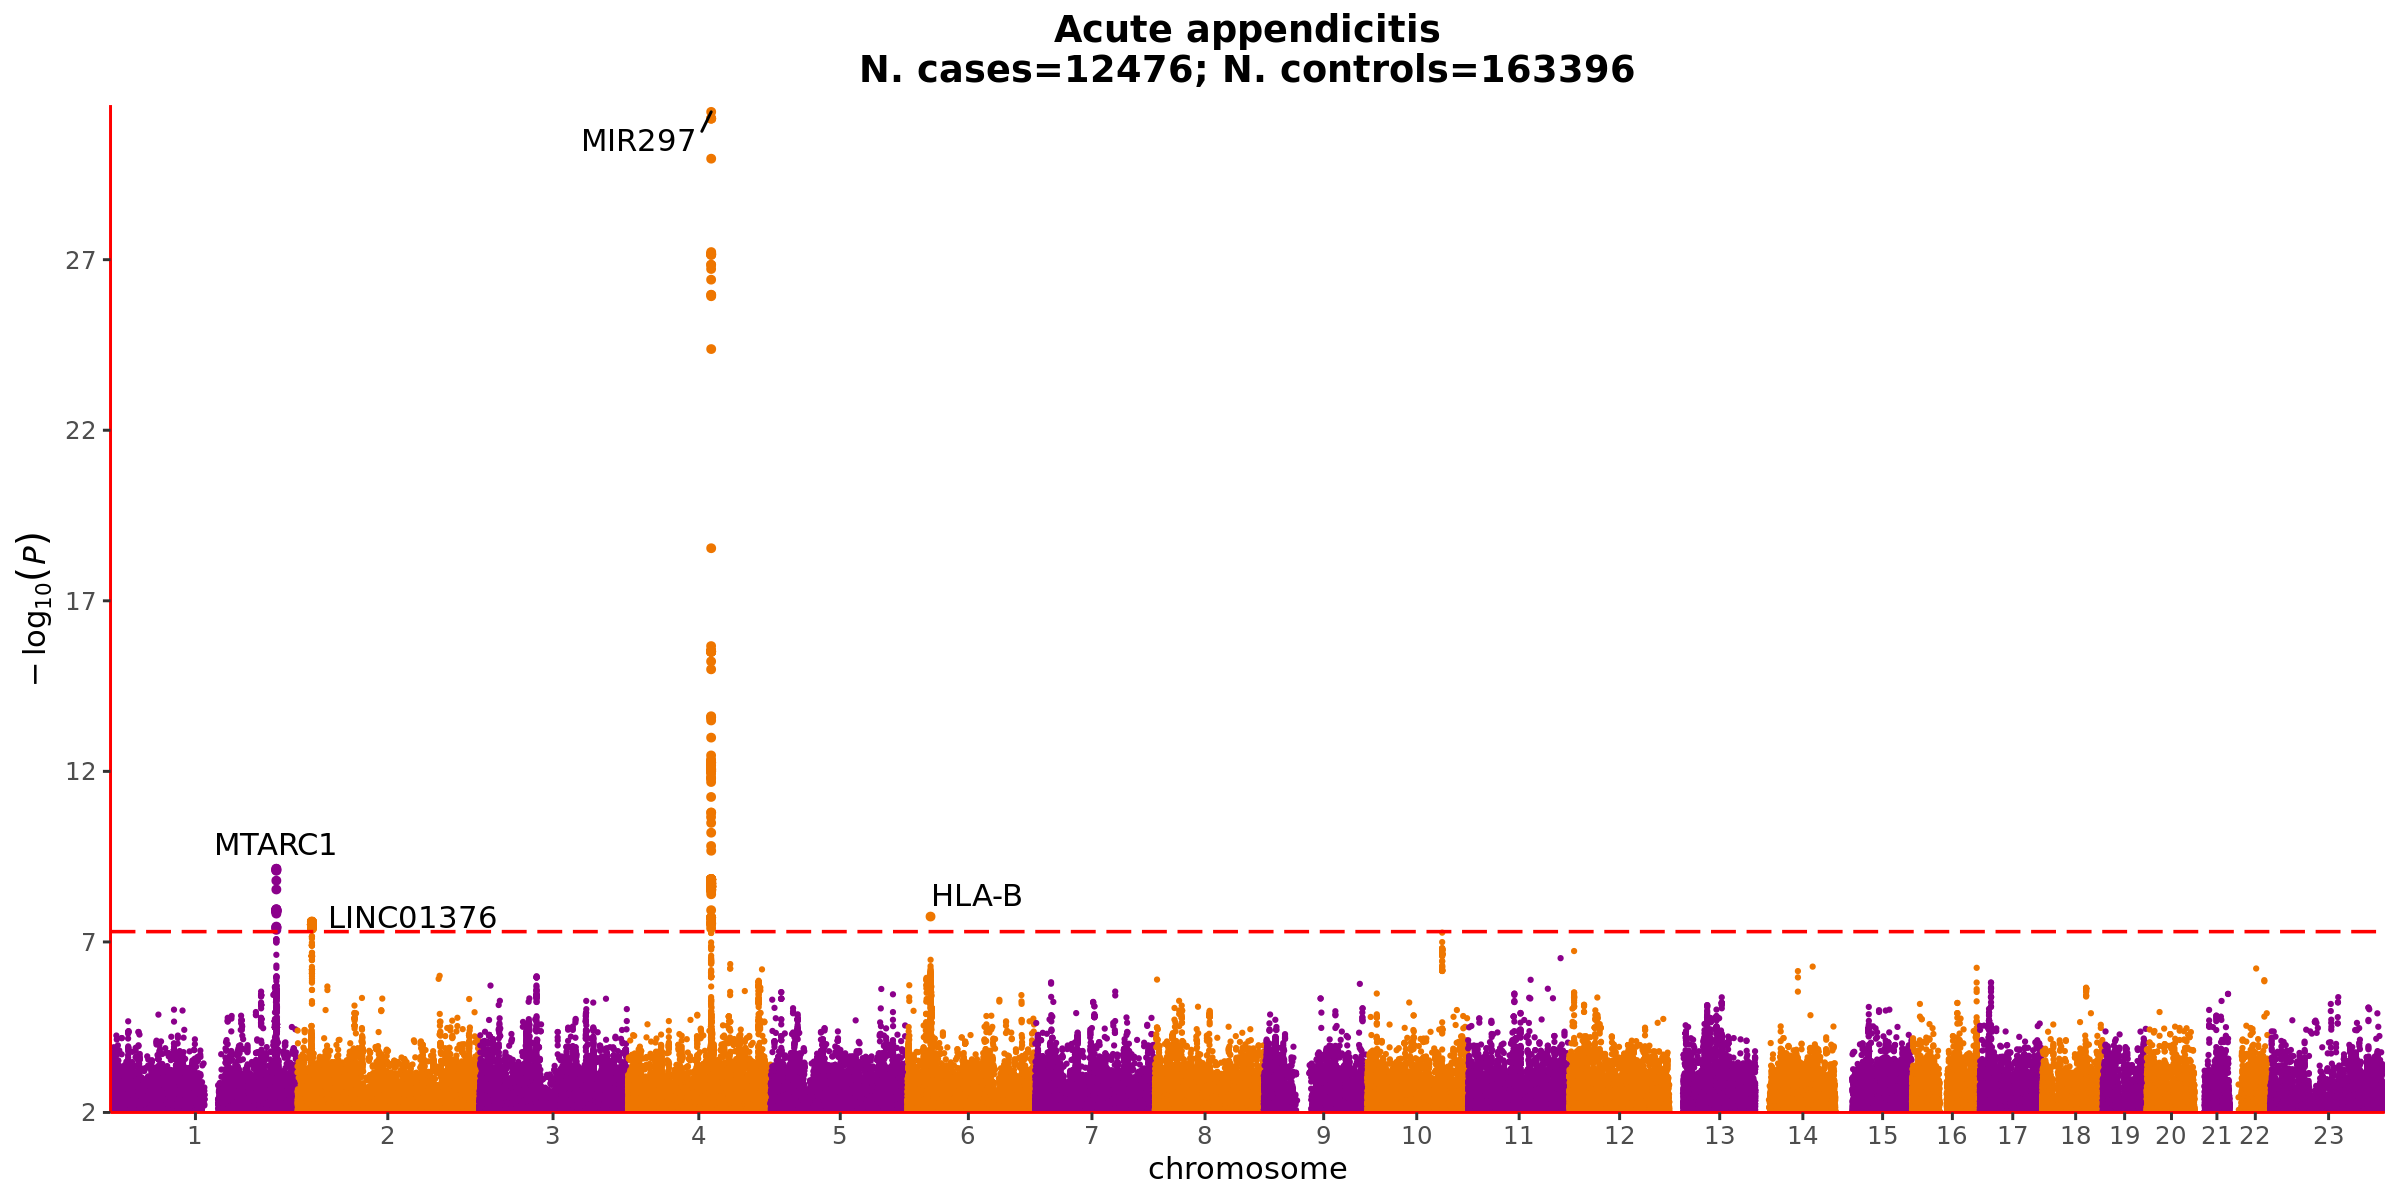 Acute appendicitis
N. cases=12476; N. controls=163396
MIR297
MTARC1
LINC01376
HLA-B
− log10(P)
27
22
17
12
7
2
1 2 3 4 5 6 7 8 9 10 11 12 13 14 15 16 17 18 19 20 21 22 23
chromosome